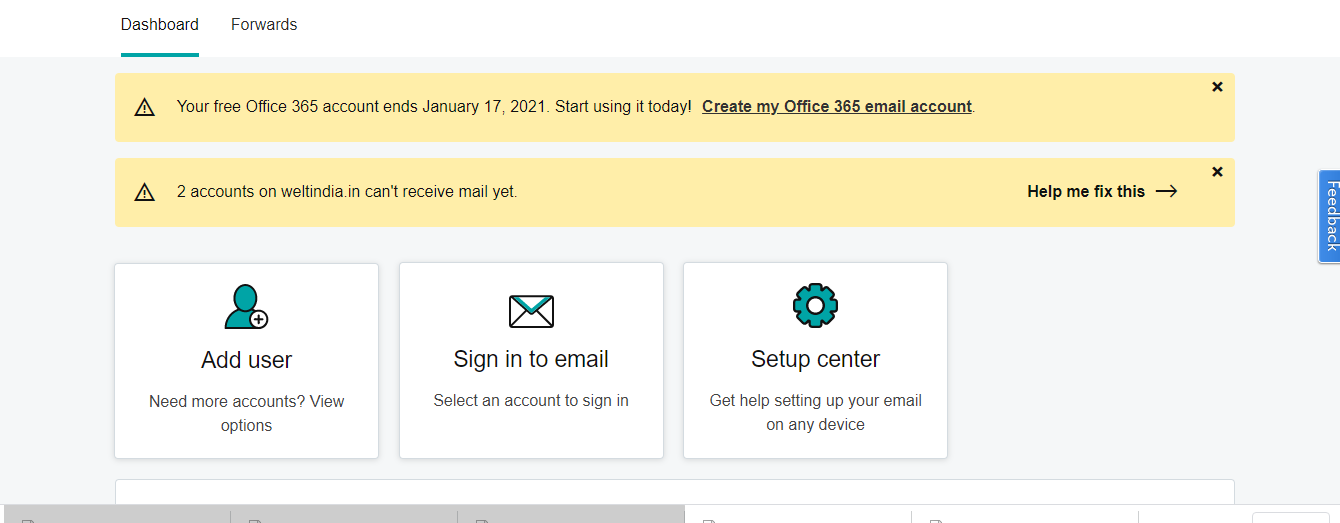 Dashboard Forwards
Your free Office 365 account ends January 17, 2021. Start using it today! Create my Office 365 email account.
2 accounts on weltindia.in can't receive mail yet. Help me fix this →
Feedback
Add user
Need more accounts? View
options
Sign in to email
Select an account to sign in
Setup center
Get help setting up your email
on any device